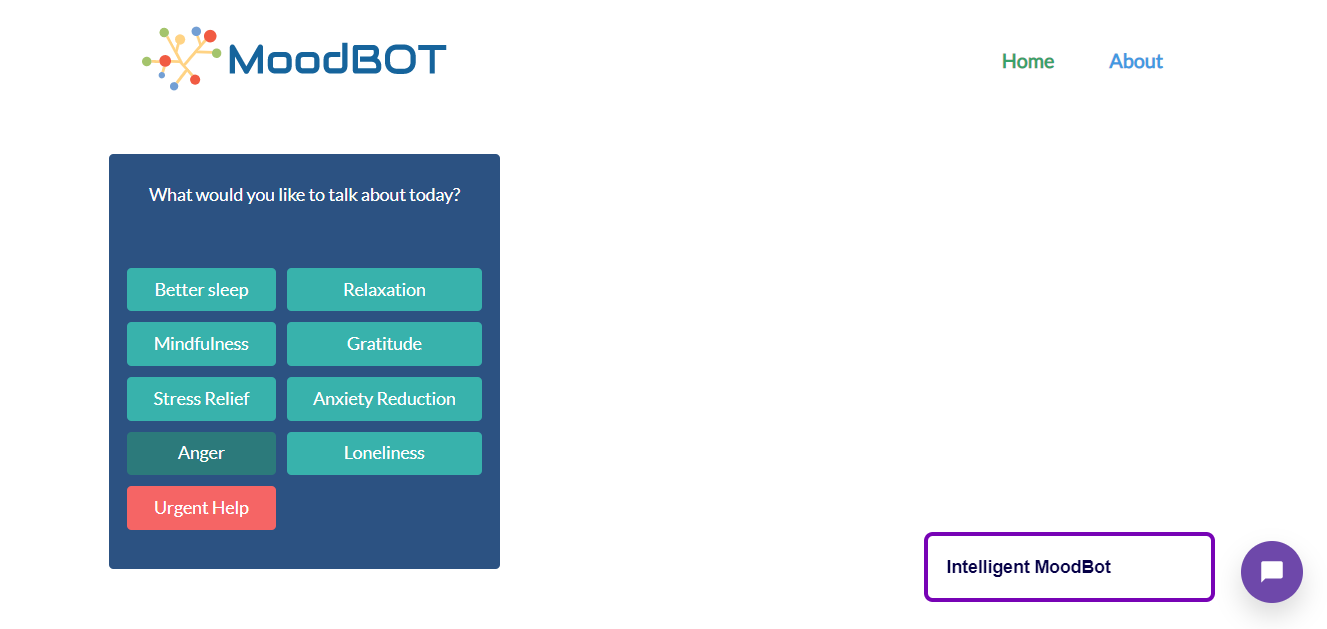 MoodBOT
Home About
What would you like to talk about today?
Better sleep Relaxation
Mindfulness Gratitude
Stress Relief Anxiety Reduction
Anger Loneliness
Urgent Help
Intelligent MoodBot